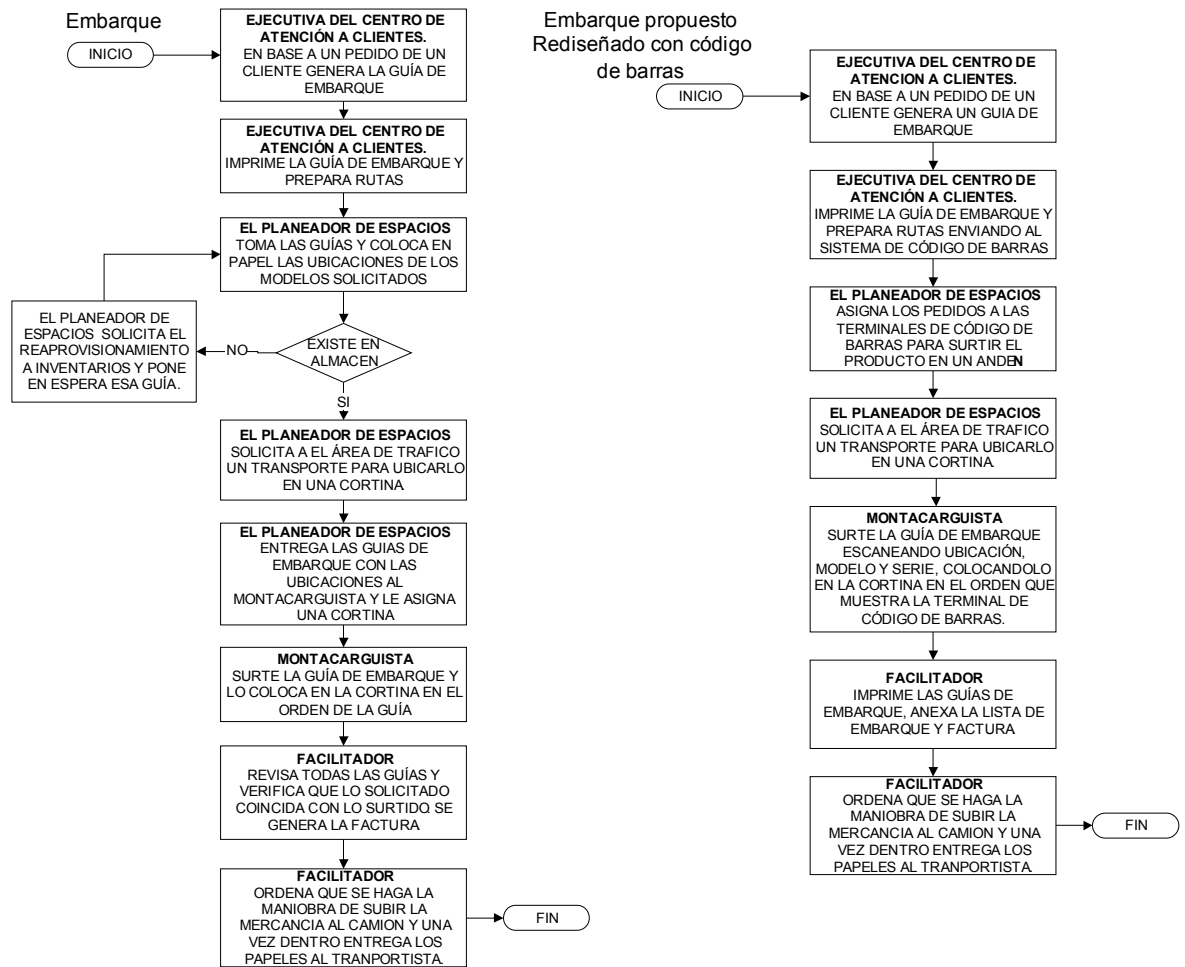 Embarque
INICIO
EJECUTIVA DEL CENTRO DE
ATENCIÓN A CLIENTES.
EN BASE A UN PEDIDO DE UN
CLIENTE GENERA LA GUÍA DE
EMBARQUE
EJECUTIVA DEL CENTRO DE
ATENCIÓN A CLIENTES.
IMPRIME LA GUÍA DE EMBARQUE Y
PREPARA RUTAS
EL PLANEADOR DE ESPACIOS
TOMA LAS GUÍAS Y COLOCA EN
PAPEL LAS UBICACIONES DE LOS
MODELOS SOLICITADOS
EL PLANEADOR DE
ESPACIOS SOLICITA EL
REAPROVISIONAMIENTO
A INVENTARIOS Y PONE
EN ESPERA ESA GUÍA.
NO
EXISTE EN
ALMACEN
SI
EL PLANEADOR DE ESPACIOS
SOLICITA A EL ÁREA DE TRAFICO
UN TRANSPORTE PARA UBICARLO
EN UNA CORTINA
EL PLANEADOR DE ESPACIOS
ENTREGA LAS GUIAS DE
EMBARQUE CON LAS
UBICACIONES AL
MONTACARGUISTA Y LE ASIGNA
UNA CORTINA
MONTACARGUISTA
SURTE LA GUÍA DE EMBARQUE Y
LO COLOCA EN LA CORTINA EN EL
ORDEN DE LA GUÍA
FACILITADOR
REVISA TODAS LAS GUÍAS Y
VERIFICA QUE LO SOLICITADO
COINCIDA CON LO SURTIDO. SE
GENERA LA FACTURA
FACILITADOR
ORDENA QUE SE HAGA LA
MANIOBRA DE SUBIR LA
MERCANCIA AL CAMION Y UNA
VEZ DENTRO ENTREGA LOS
PAPELES AL TRANPORTISTA.
FIN
Embarque propuesto
Rediseñado con código
de barras
INICIO
EJECUTIVA DEL CENTRO DE
ATENCION A CLIENTES.
EN BASE A UN PEDIDO DE UN
CLIENTE GENERA UN GUIA DE
EMBARQUE
EJECUTIVA DEL CENTRO DE
ATENCIÓN A CLIENTES.
IMPRIME LA GUÍA DE EMBARQUE Y
PREPARA RUTAS ENVIANDO AL
SISTEMA DE CÓDIGO DE BARRAS
EL PLANEADOR DE ESPACIOS
ASIGNA LOS PEDIDOS A LAS
TERMINALES DE CÓDIGO DE
BARRAS PARA SURTIR EL
PRODUCTO EN UN ANDEN
EL PLANEADOR DE ESPACIOS
SOLICITA A EL ÁREA DE TRAFICO
UN TRANSPORTE PARA UBICARLO
EN UNA CORTINA
MONTACARGUISTA
SURTE LA GUÍA DE EMBARQUE
ESCANEANDO UBICACIÓN,
MODELO Y SERIE, COLOCANDOLO
EN LA CORTINA EN EL ORDEN QUE
MUESTRA LA TERMINAL DE
CÓDIGO DE BARRAS.
FACILITADOR
IMPRIME LAS GUÍAS DE
EMBARQUE, ANEXA LA LISTA DE
EMBARQUE Y FACTURA
FACILITADOR
ORDENA QUE SE HAGA LA
MANIOBRA DE SUBIR LA
MERCANCIA AL CAMION Y UNA
VEZ DENTRO ENTREGA LOS
PAPELES AL TRANPORTISTA.
FIN